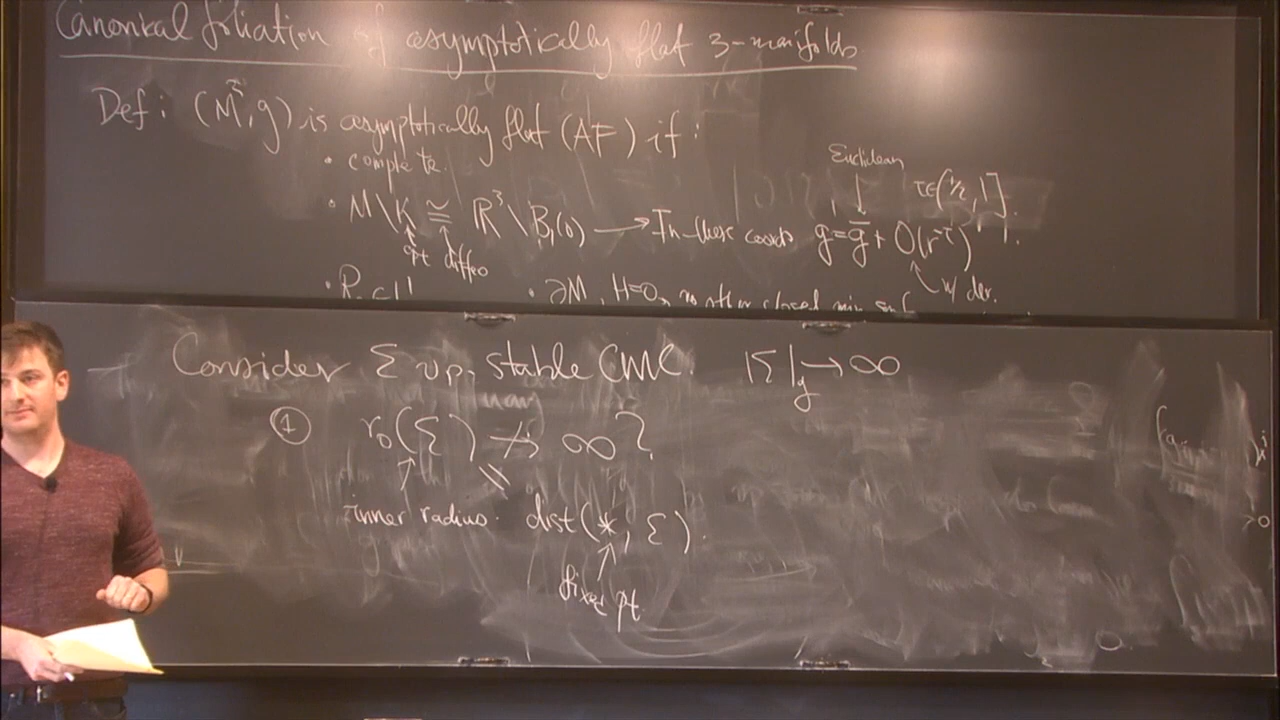 Canonical foliation of asymptotically flat 3-manifolds
Def: (M³, g) is asymptotically flat (AF) if:
• complete.
Euclidean
τ∈(1/2, 1].
• M\K ≅ R³\B₁(0) → In these coords g = g̅ + O(r^-τ)
cpt diffeo
w/ der.
• ∂M, H=0, no other closed min surf
Consider Σ v.p. stable CMC. |Σ|_g → ∞
① r₀(Σ) ↛ ∞?
inner radius. dist(*, Σ).
fixed pt.
>0